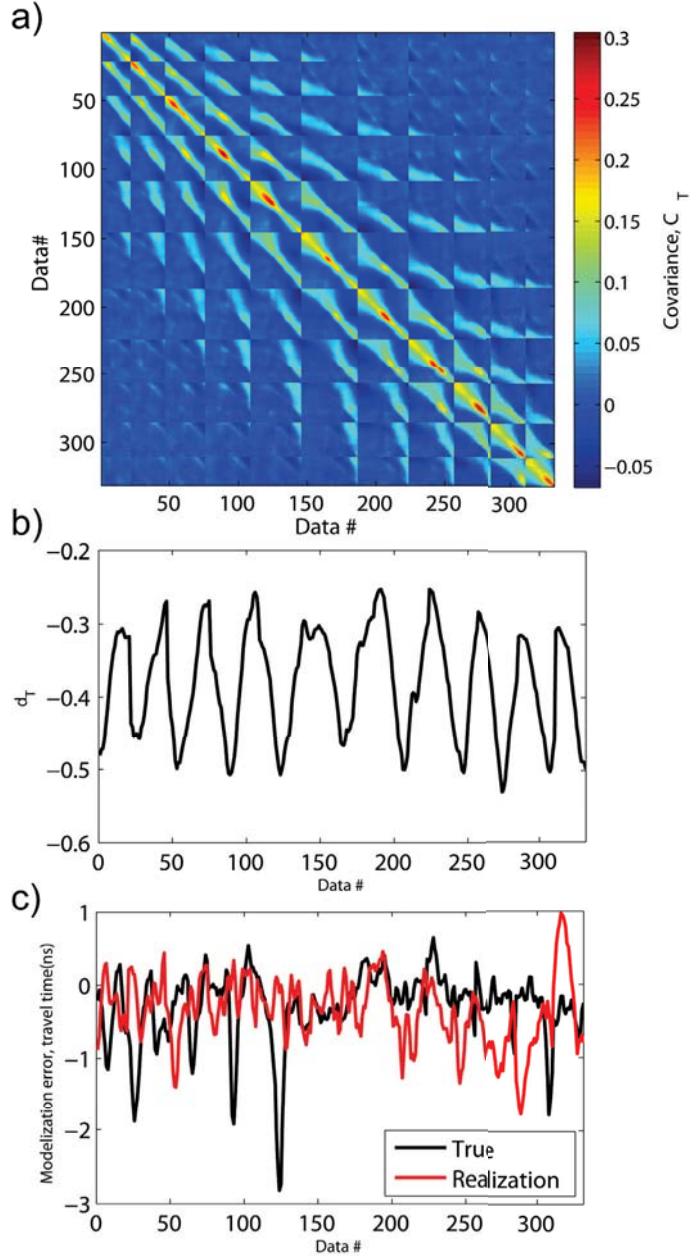 a)
50
100
150
200
250
300
Data#
50 100 150 200 250 300
Data #
0.3
0.25
0.2
0.15
0.1
0.05
0
−0.05
Covariance, C T
b)
−0.2
−0.3
−0.4
−0.5
−0.6
d T
0 50 100 150 200 250 300
Data #
c)
1
0
−1
−2
−3
Modelization error, travel time(ns)
True
Realization
0 50 100 150 200 250 300
Data #